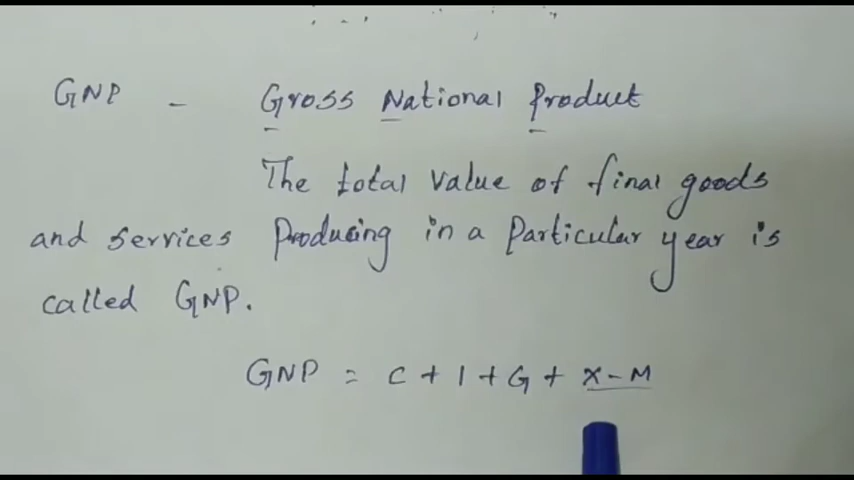 GNP - Gross National Product
The total value of final goods
and services Producing in a Particular year is
called GNP.
GNP = C + I + G + X - M